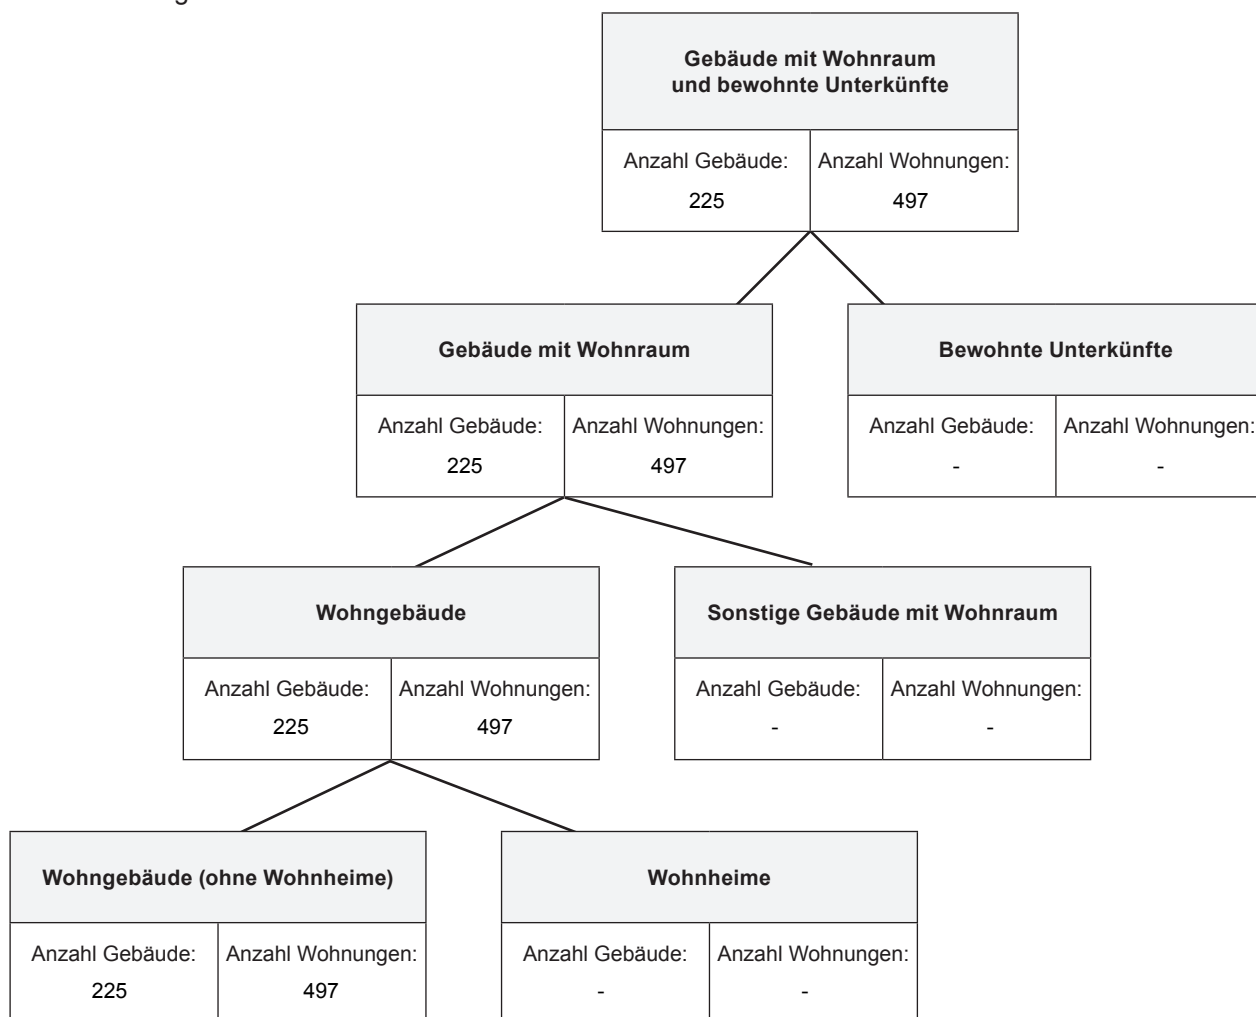 Gebäude mit Wohnraum
und bewohnte Unterkünfte
Anzahl Gebäude: Anzahl Wohnungen:
225 497
Gebäude mit Wohnraum
Anzahl Gebäude: Anzahl Wohnungen:
225 497
Bewohnte Unterkünfte
Anzahl Gebäude: Anzahl Wohnungen:
- -
Wohngebäude
Anzahl Gebäude: Anzahl Wohnungen:
225 497
Sonstige Gebäude mit Wohnraum
Anzahl Gebäude: Anzahl Wohnungen:
- -
Wohngebäude (ohne Wohnheime)
Anzahl Gebäude: Anzahl Wohnungen:
225 497
Wohnheime
Anzahl Gebäude: Anzahl Wohnungen:
- -